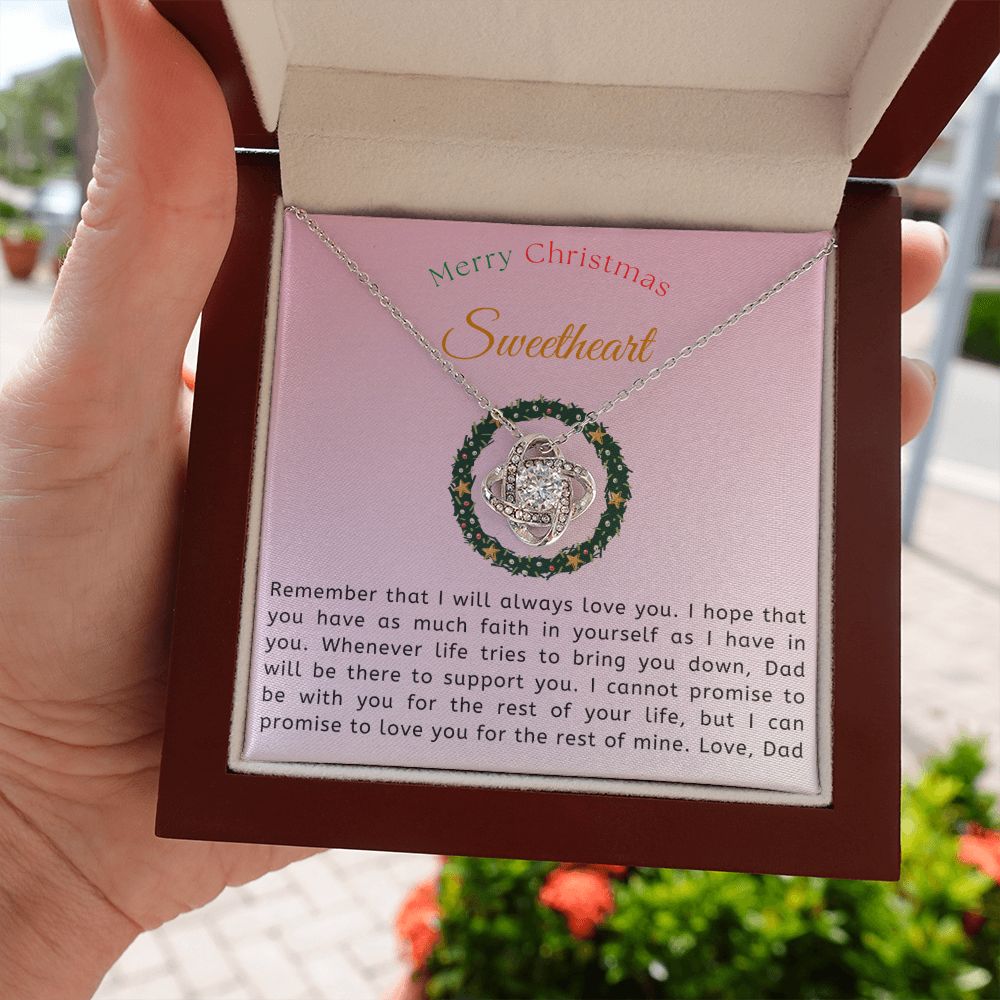 Merry Christmas
Sweetheart
Remember that I will always love you. I hope that
you have as much faith in yourself as I have in
you. Whenever life tries to bring you down, Dad
will be there to support you. I cannot promise to
be with you for the rest of your life, but I can
promise to love you for the rest of mine. Love, Dad